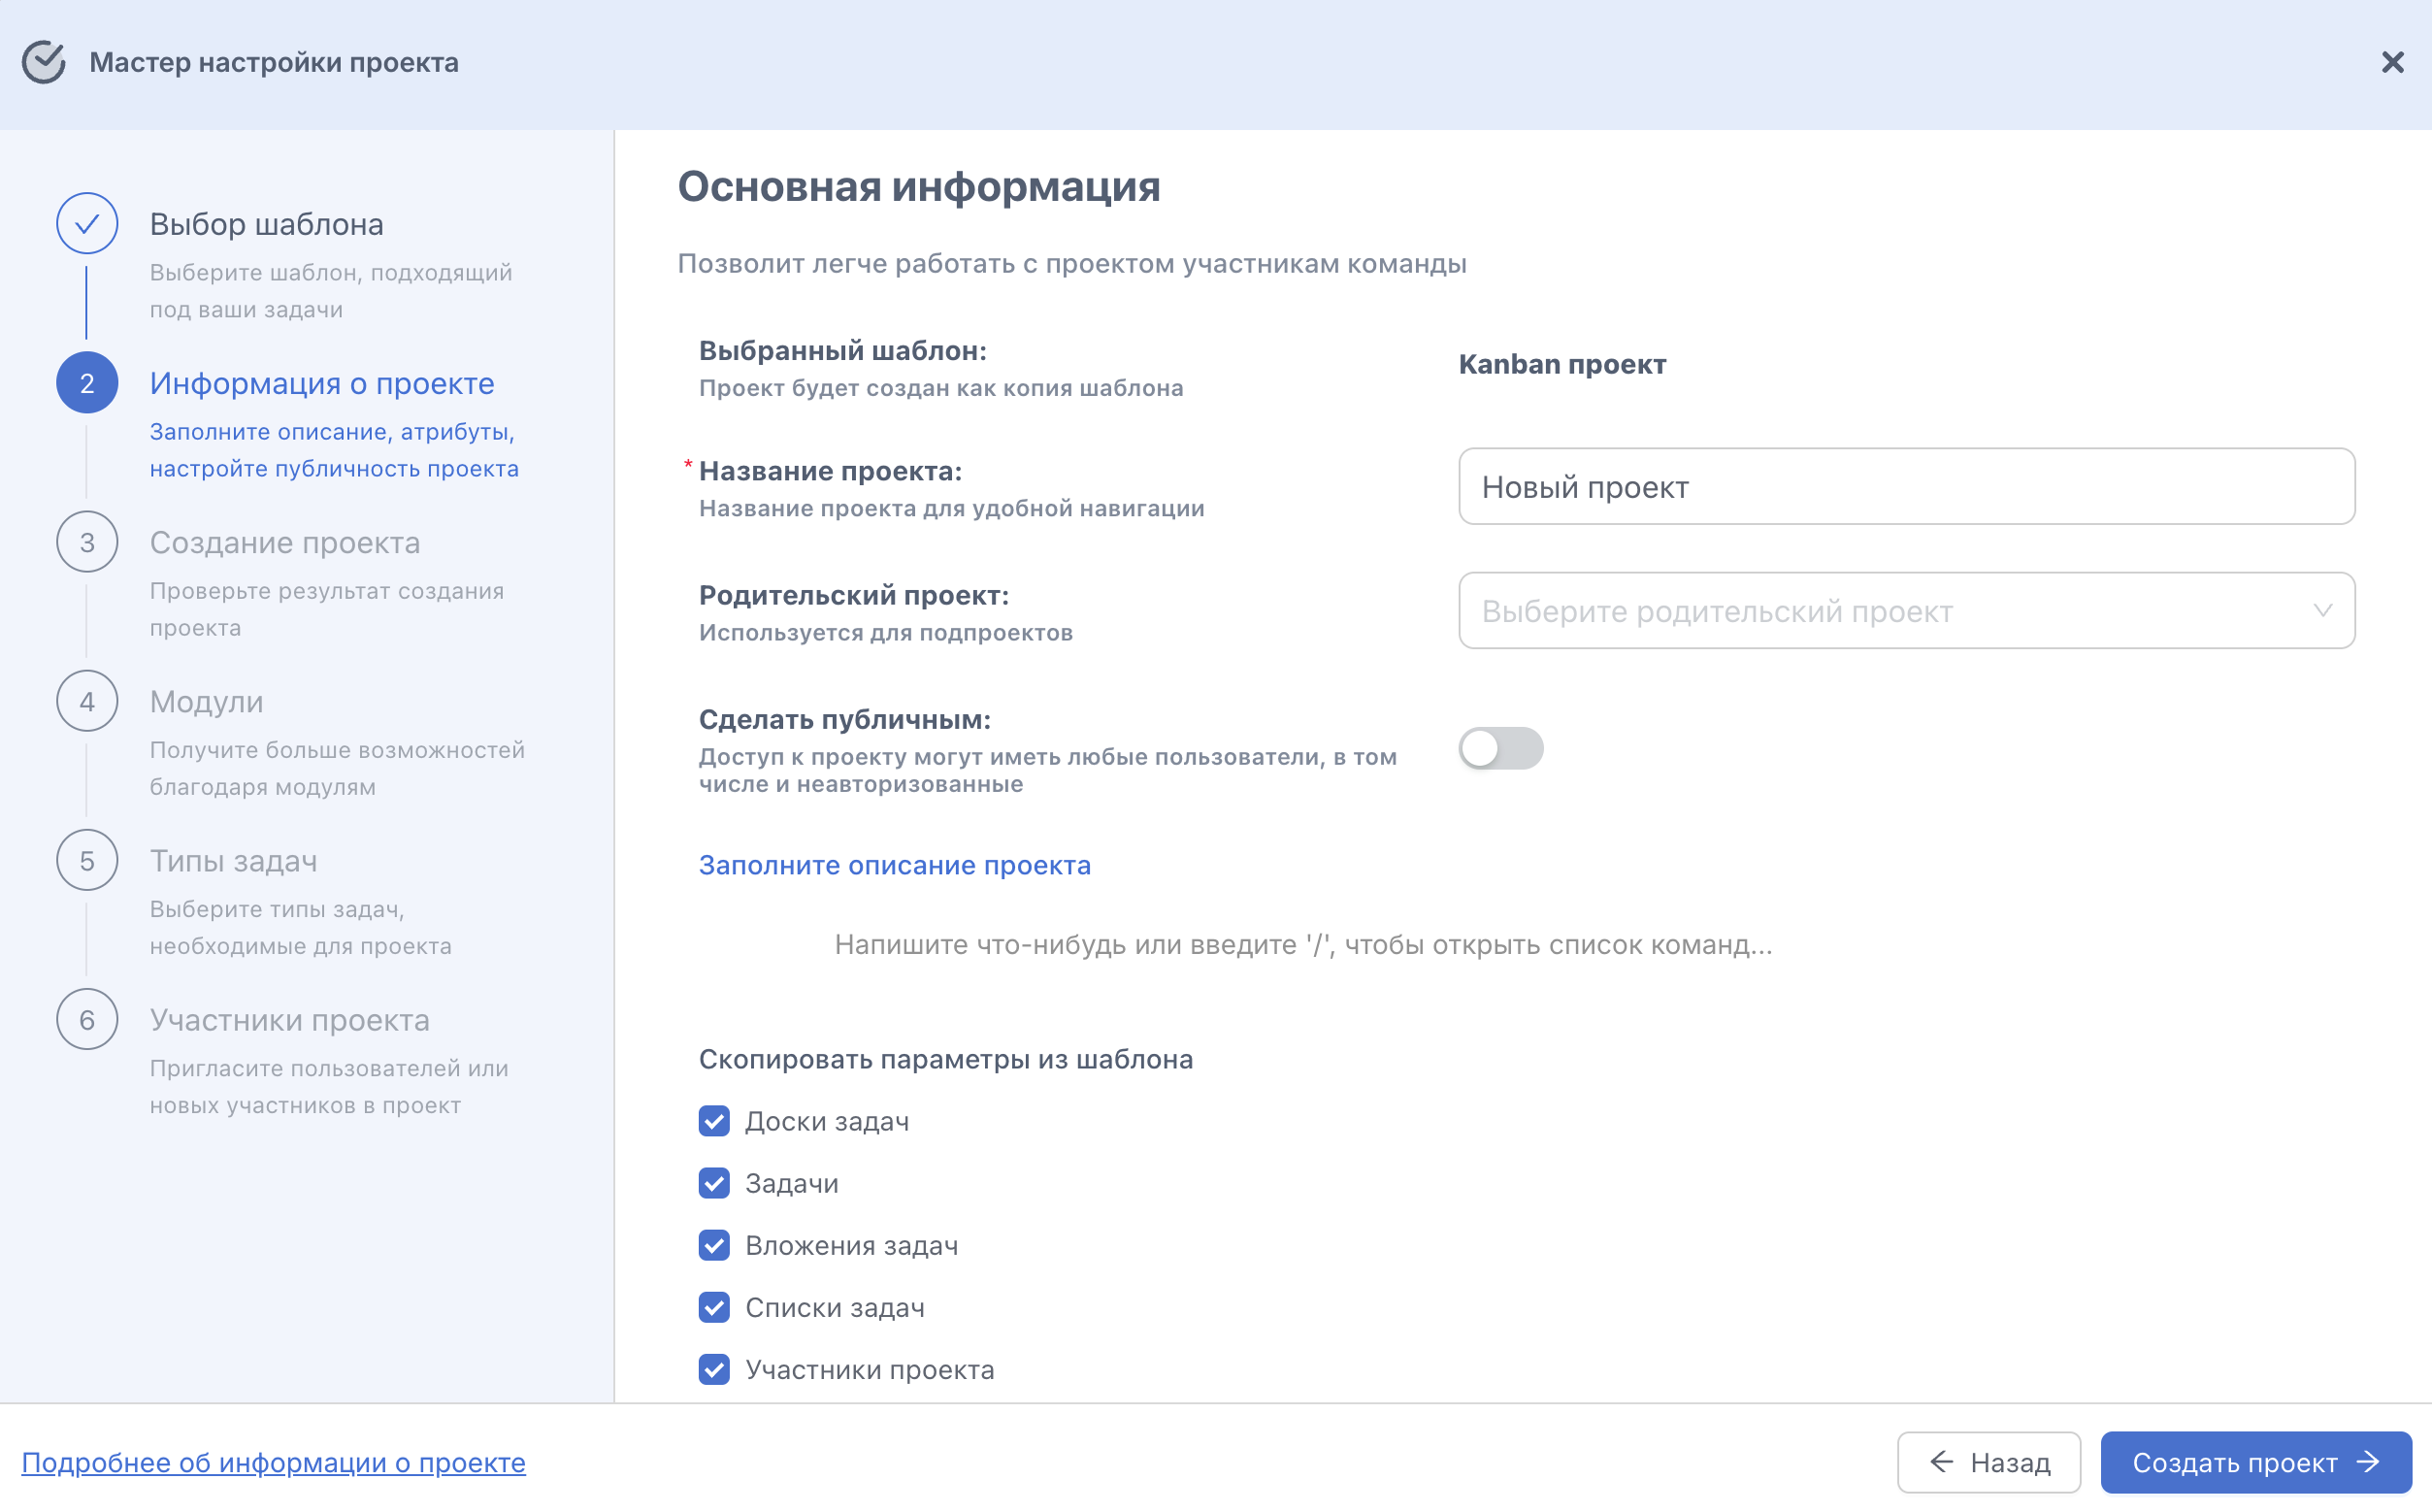 Мастер настройки проекта
Выбор шаблона
Выберите шаблон, подходящий
под ваши задачи
2
Информация о проекте
Заполните описание, атрибуты,
настройте публичность проекта
3
Создание проекта
Проверьте результат создания
проекта
4
Модули
Получите больше возможностей
благодаря модулям
5
Типы задач
Выберите типы задач,
необходимые для проекта
6
Участники проекта
Пригласите пользователей или
новых участников в проект
Основная информация
Позволит легче работать с проектом участникам команды
Выбранный шаблон:
Проект будет создан как копия шаблона
Kanban проект
* Название проекта:
Название проекта для удобной навигации
Новый проект
Родительский проект:
Используется для подпроектов
Выберите родительский проект
Сделать публичным:
Доступ к проекту могут иметь любые пользователи, в том
числе и неавторизованные
Заполните описание проекта
Напишите что-нибудь или введите '/', чтобы открыть список команд...
Скопировать параметры из шаблона
Доски задач
Задачи
Вложения задач
Списки задач
Участники проекта
Подробнее об информации о проекте
Назад
Создать проект